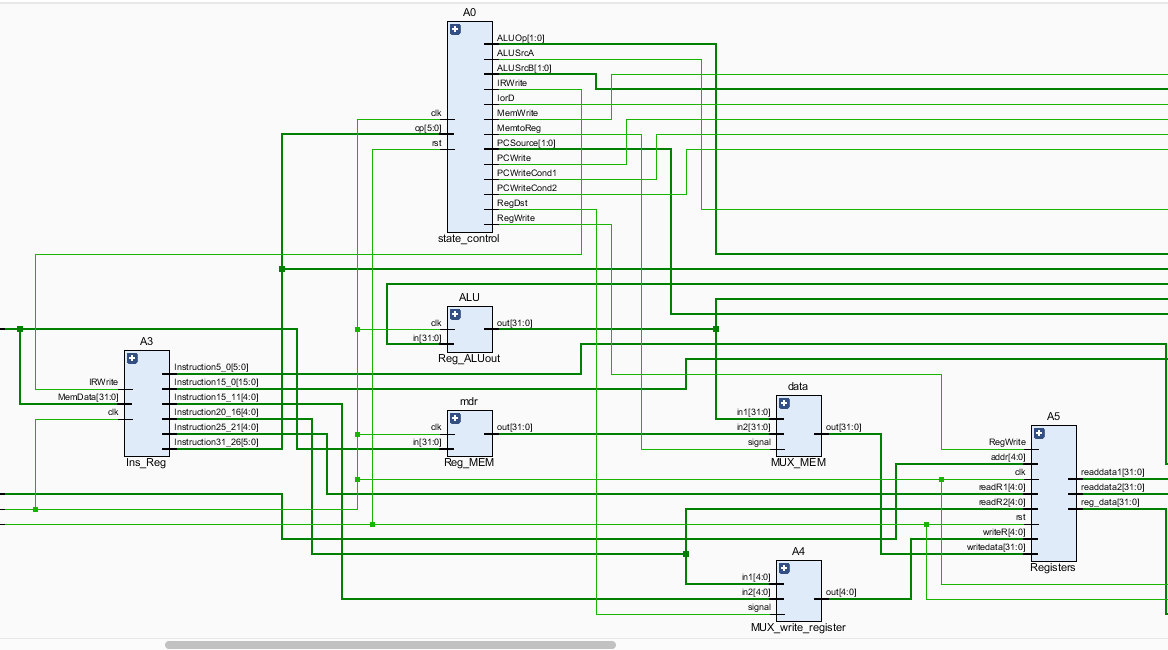 A0
ALUOp[1:0]
ALUSrcA
ALUSrcB[1:0]
IRWrite
IorD
clk
MemWrite
op[5:0]
MemtoReg
rst
PCSource[1:0]
PCWrite
PCWriteCond1
PCWriteCond2
RegDst
RegWrite
state_control
ALU
clk
out[31:0]
in[31:0]
Reg_ALUout
A3
Instruction5_0[5:0]
IRWrite
Instruction15_0[15:0]
MemData[31:0]
Instruction15_11[4:0]
clk
Instruction20_16[4:0]
Instruction25_21[4:0]
Instruction31_26[5:0]
Ins_Reg
mdr
clk
out[31:0]
in[31:0]
Reg_MEM
data
in1[31:0]
in2[31:0]
out[31:0]
signal
MUX_MEM
A5
RegWrite
addr[4:0]
clk
readdata1[31:0]
readR1[4:0]
readdata2[31:0]
readR2[4:0]
reg_data[31:0]
rst
writeR[4:0]
writedata[31:0]
Registers
A4
in1[4:0]
in2[4:0]
out[4:0]
signal
MUX_write_register